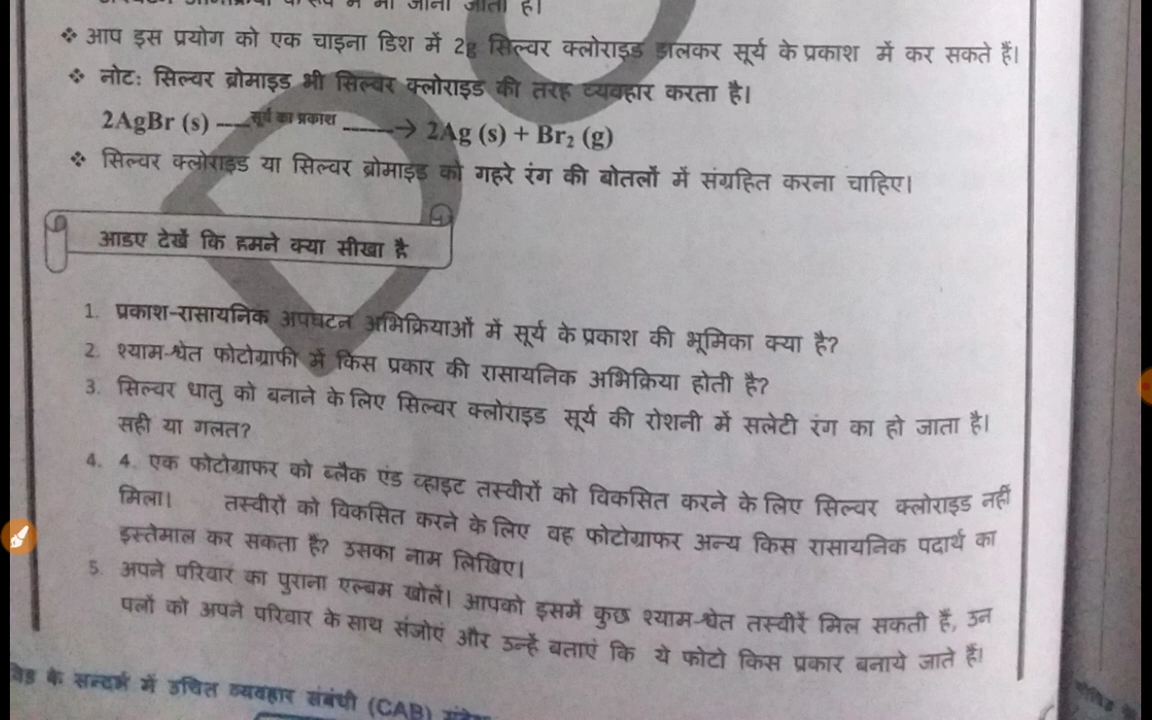 में भी जाना जाता है।
❖ आप इस प्रयोग को एक चाइना डिश में 2g सिल्वर क्लोराइड डालकर सूर्य के प्रकाश में कर सकते हैं।
❖ नोट: सिल्वर ब्रोमाइड भी सिल्वर क्लोराइड की तरह व्यवहार करता है।
2AgBr (s) —सूर्य का प्रकाश ------→ 2Ag (s) + Br₂ (g)
❖ सिल्वर क्लोराइड या सिल्वर ब्रोमाइड को गहरे रंग की बोतलों में संग्रहित करना चाहिए।
आइए देखें कि हमने क्या सीखा है
1. प्रकाश-रासायनिक अपघटन अभिक्रियाओं में सूर्य के प्रकाश की भूमिका क्या है?
2. श्याम-श्वेत फोटोग्राफी में किस प्रकार की रासायनिक अभिक्रिया होती है?
3. सिल्वर धातु को बनाने के लिए सिल्वर क्लोराइड सूर्य की रोशनी में सलेटी रंग का हो जाता है।
सही या गलत?
4. 4. एक फोटोग्राफर को ब्लैक एंड व्हाइट तस्वीरों को विकसित करने के लिए सिल्वर क्लोराइड नहीं
मिला। तस्वीरों को विकसित करने के लिए वह फोटोग्राफर अन्य किस रासायनिक पदार्थ का
इस्तेमाल कर सकता है? उसका नाम लिखिए।
5. अपने परिवार का पुराना एल्बम खोलें। आपको इसमें कुछ श्याम-श्वेत तस्वीरें मिल सकती हैं, उन
पलों को अपने परिवार के साथ संजोएं और उन्हें बताएं कि ये फोटो किस प्रकार बनाये जाते हैं।
के सन्दर्भ में उचित व्यवहार संबंधी (CAB)